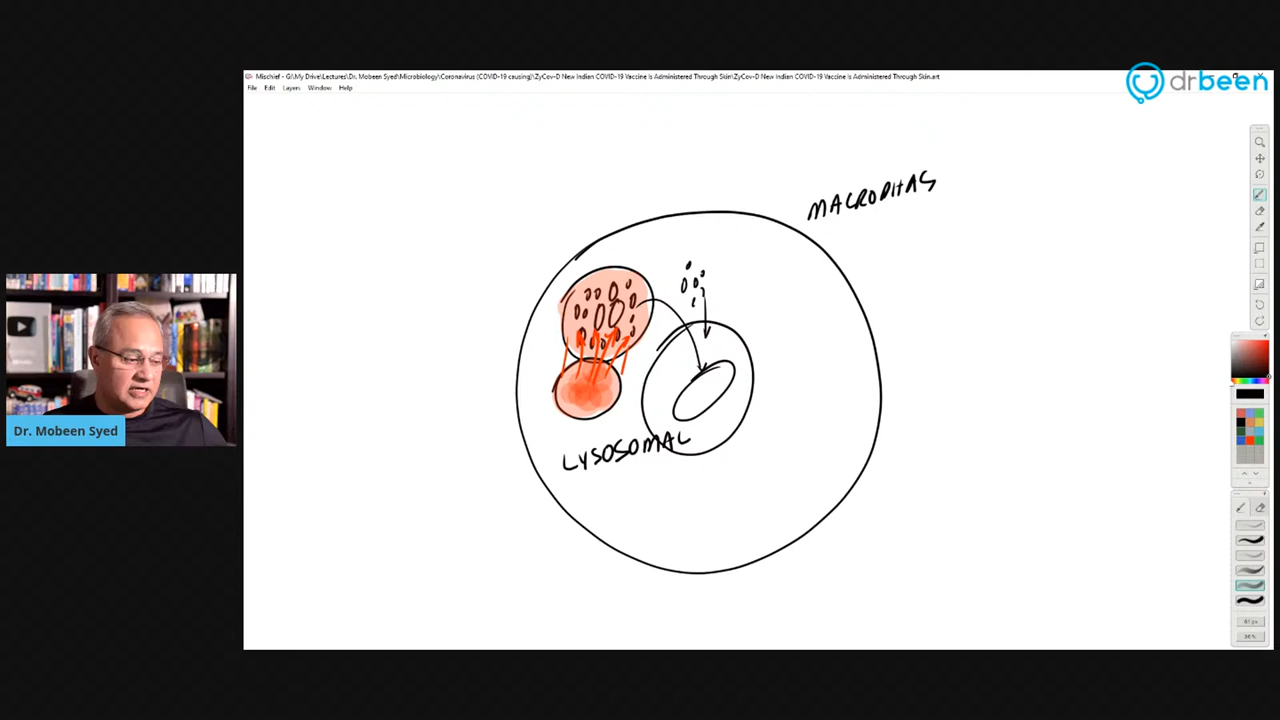 Mischief - G:\My Drive\Lectures\Dr. Mobeen Syed\Microbiology\Coronavirus (COVID-19 causing)\ZyCov-D New Indian COVID-19 Vaccine Is Administered Through Skin\ZyCov-D New Indian COVID-19 Vaccine Is Administered Through Skin.art
File Edit Layers Window Help
drbeen
MACROPHAG
LYSOSOMAL
Dr. Mobeen Syed